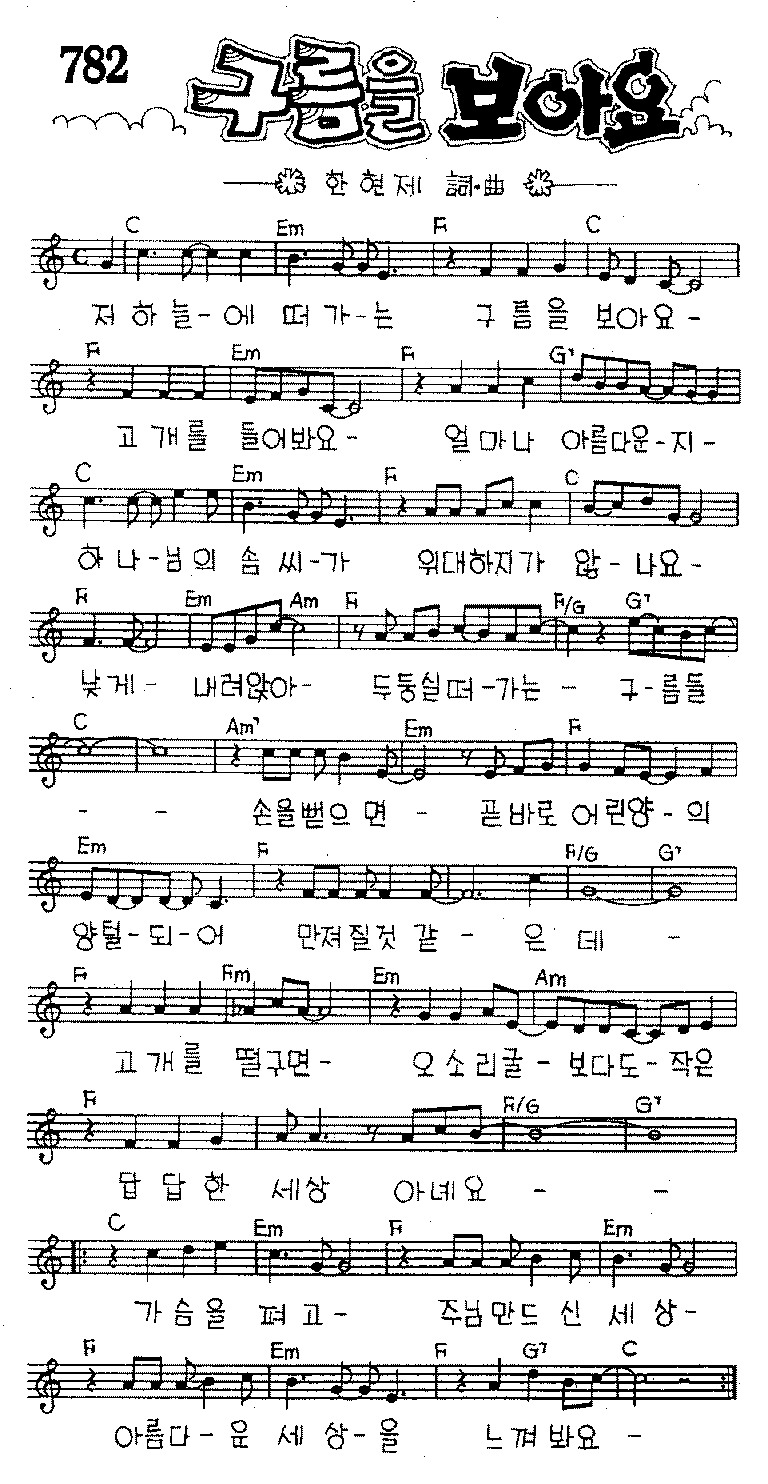 782
구름을 보아요
한현제 詞·曲
C Em F C
저 하늘-에 떠 가-는 구 름 을 보아요-
F Em F G7
고 개를 들어봐요- 얼마나 아름다운-지-
C Em F C
하 나-님의 솜 씨-가 위대하지가 않-나요-
F Em Am F F/G G7
낮게- 내려앉아- 두둥실떠-가는- 구-름들
C Am7 Em F
- - 손을뻗으면- 곧바로 어린양-의
Em F F/G G7
양털-되-어 만져질것 같- 은 데 -
F Fm Em Am
고 개를 떨구면- 오소리굴-보다도-작은
F F/G G7
답 답 한 세상 아녜요 - -
C Em F Em
가 슴을 펴고- 주님만드 신 세 상-
F Em F G7 C
아름다-운 세 상-을 느껴 봐요-